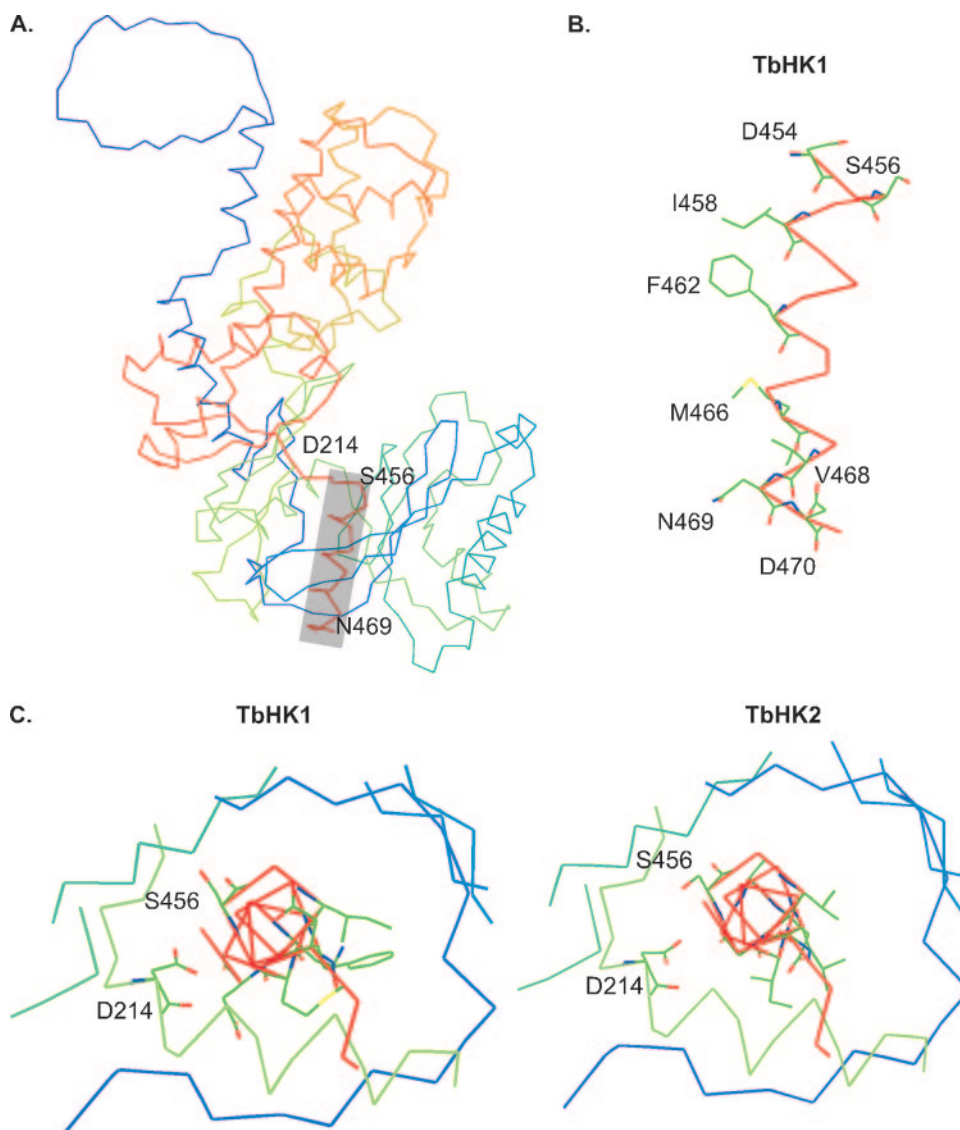 A.
B.
TbHK1
D454
S456
I458
F462
M466
V468
N469
D470
D214
S456
N469
C.
TbHK1
TbHK2
S456
D214
S456
D214